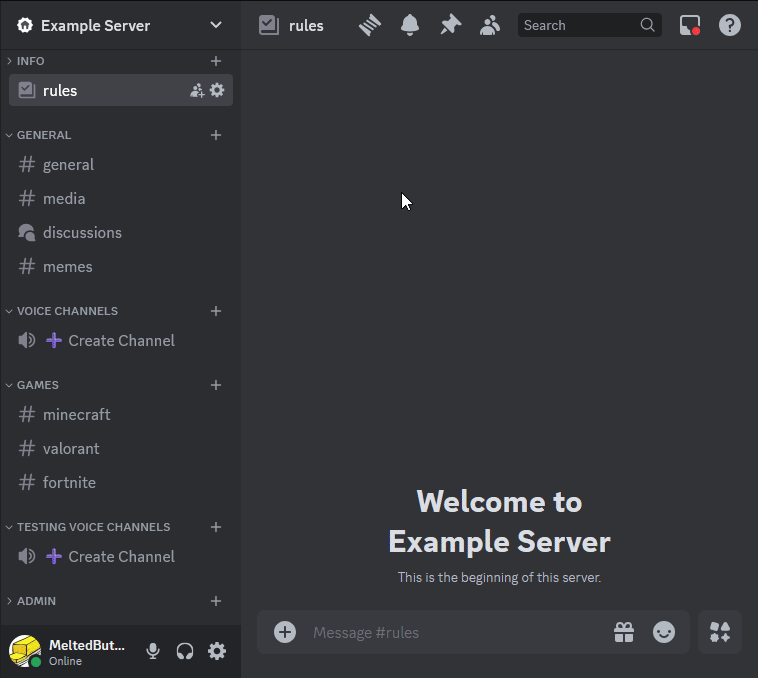 Example Server
INFO
rules
GENERAL
general
media
discussions
memes
VOICE CHANNELS
Create Channel
GAMES
minecraft
valorant
fortnite
TESTING VOICE CHANNELS
Create Channel
ADMIN
MeltedBut...
Online
rules
Search
Welcome to
Example Server
This is the beginning of this server.
Message #rules